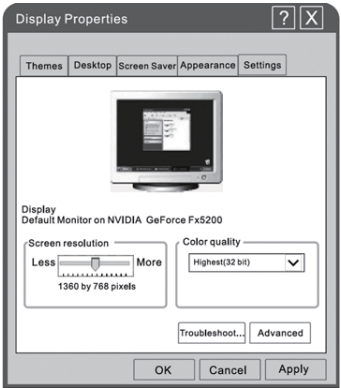 Display Properties ? X
Themes Desktop Screen Saver Appearance Settings
Display
Default Monitor on NVIDIA GeForce Fx5200
Screen resolution
Less More
1360 by 768 pixels
Color quality
Highest(32 bit)
Troubleshoot... Advanced
OK Cancel Apply